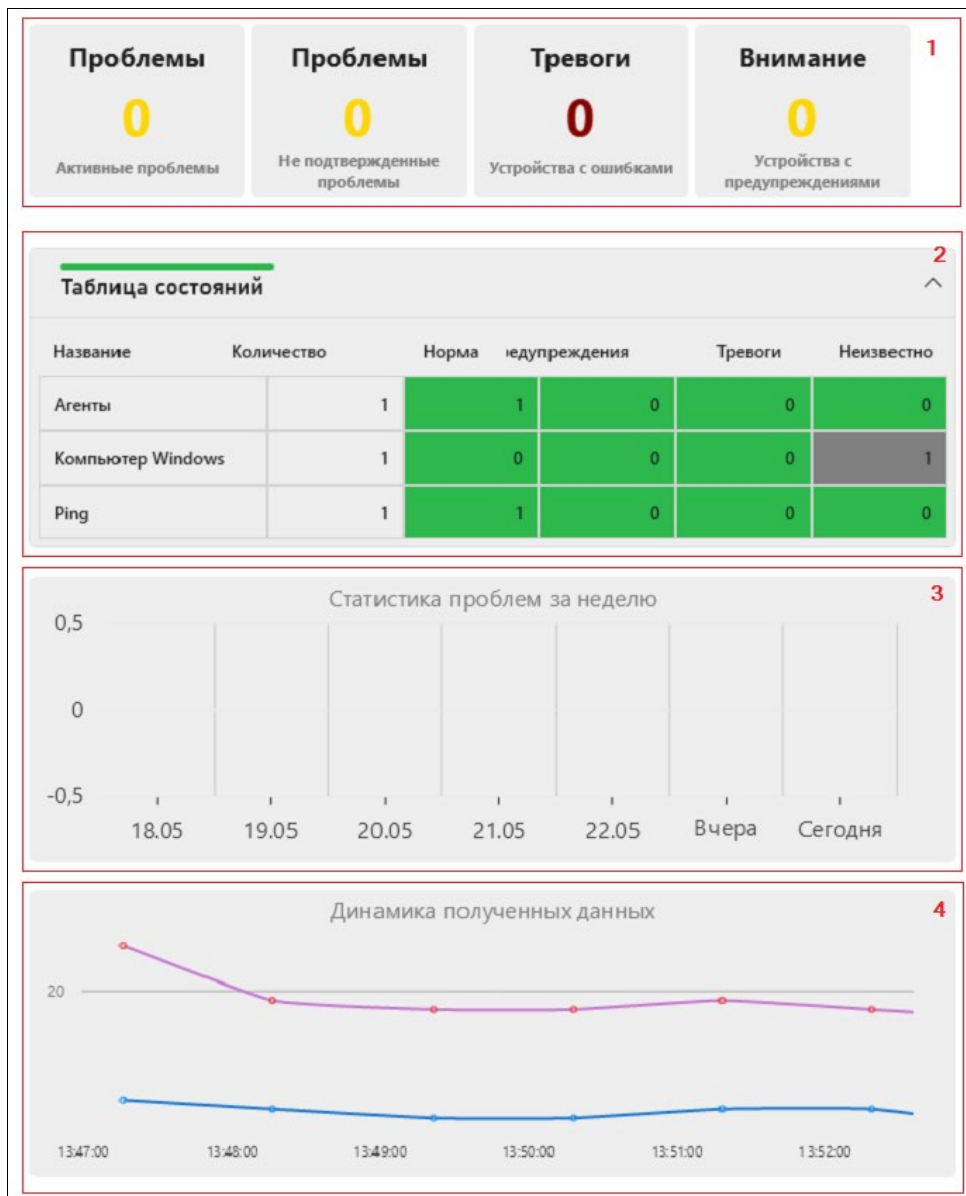 Проблемы Проблемы Тревоги Внимание 1
0 0 0 0
Активные проблемы Не подтвержденные проблемы Устройства с ошибками Устройства с предупреждениями
2
Таблица состояний
Название Количество Норма едупреждения Тревоги Неизвестно
Агенты 1 1 0 0 0
Компьютер Windows 1 0 0 0 1
Ping 1 1 0 0 0
Статистика проблем за неделю 3
0,5
0
-0,5
18.05 19.05 20.05 21.05 22.05 Вчера Сегодня
Динамика полученных данных 4
20
13:47:00 13:48:00 13:49:00 13:50:00 13:51:00 13:52:00